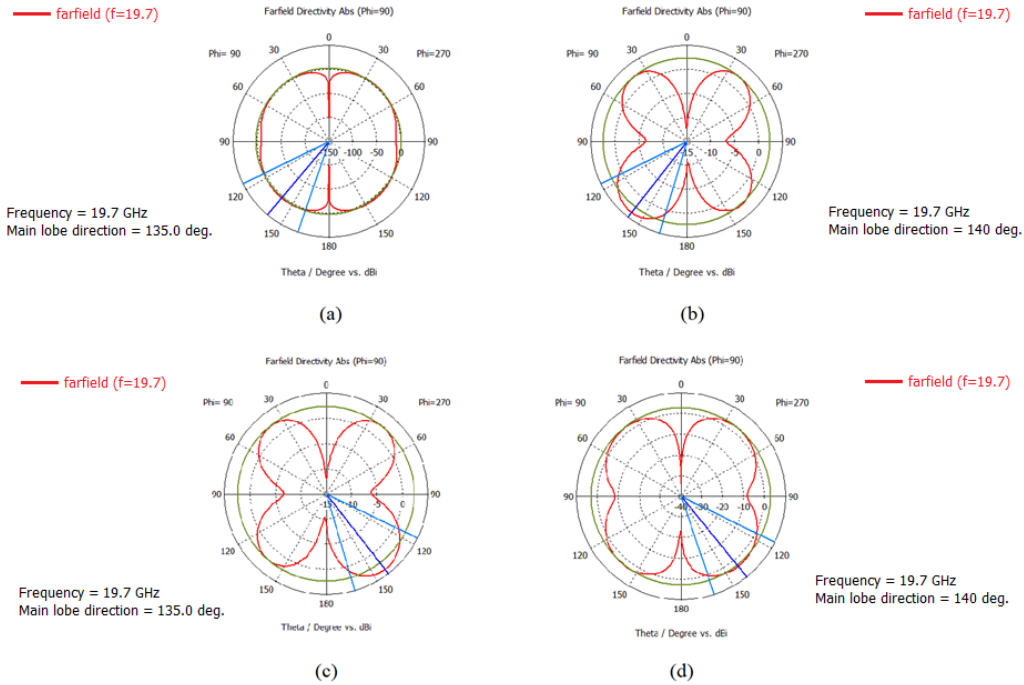 farfield (f=19.7)
Farfield Directivity Abs (Phi=90)
Phi= 90
0
Phi=270
30
30
60
60
90
90
-100
-50
0
120
120
150
150
180
Theta / Degree vs. dBi
Frequency = 19.7 GHz
Main lobe direction = 135.0 deg.
(a)
farfield (f=19.7)
Farfield Directivity Abs (Phi=90)
Phi= 90
0
Phi=270
30
30
60
60
90
90
-15
-10
-5
0
120
120
150
150
180
Theta / Degree vs. dBi
Frequency = 19.7 GHz
Main lobe direction = 140 deg.
(b)
farfield (f=19.7)
Farfield Directivity Abs (Phi=90)
Phi= 90
0
Phi=270
30
30
60
60
90
90
-15
-10
-5
0
120
120
150
150
180
Theta / Degree vs. dBi
Frequency = 19.7 GHz
Main lobe direction = 135.0 deg.
(c)
farfield (f=19.7)
Farfield Directivity Abs (Phi=90)
Phi= 90
0
Phi=270
30
30
60
50
90
90
-40
-30
-20
-10
0
120
120
150
150
180
Theta / Degree vs. dBi
Frequency = 19.7 GHz
Main lobe direction = 140 deg.
(d)